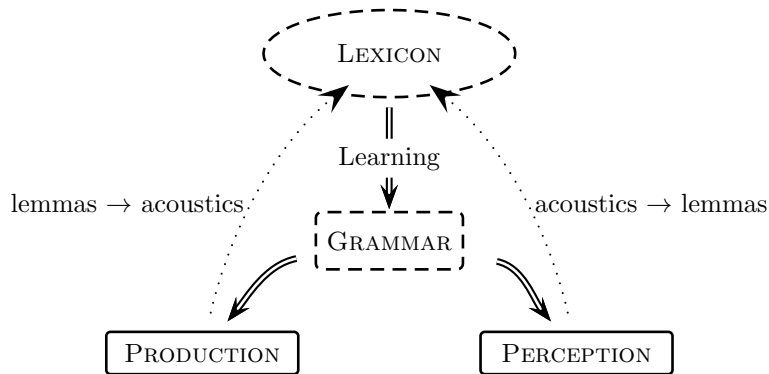 LEXICON
Learning
lemmas → acoustics
acoustics → lemmas
GRAMMAR
PRODUCTION
PERCEPTION